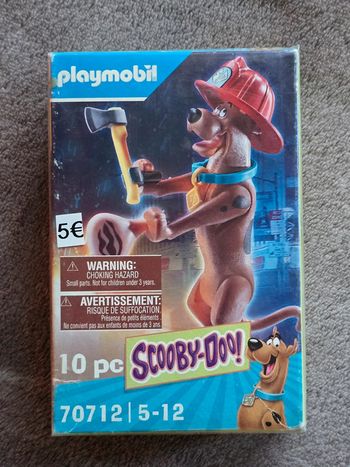 playmobil
5€
WARNING:
CHOKING HAZARD
Small parts. Not for children under 3 years.
AVERTISSEMENT:
RISQUE DE SUFFOCATION.
Présence de petits éléments.
Ne convient pas aux enfants de moins de 3 ans
10 pc
SCOOBY-DOO!
70712 | 5-12